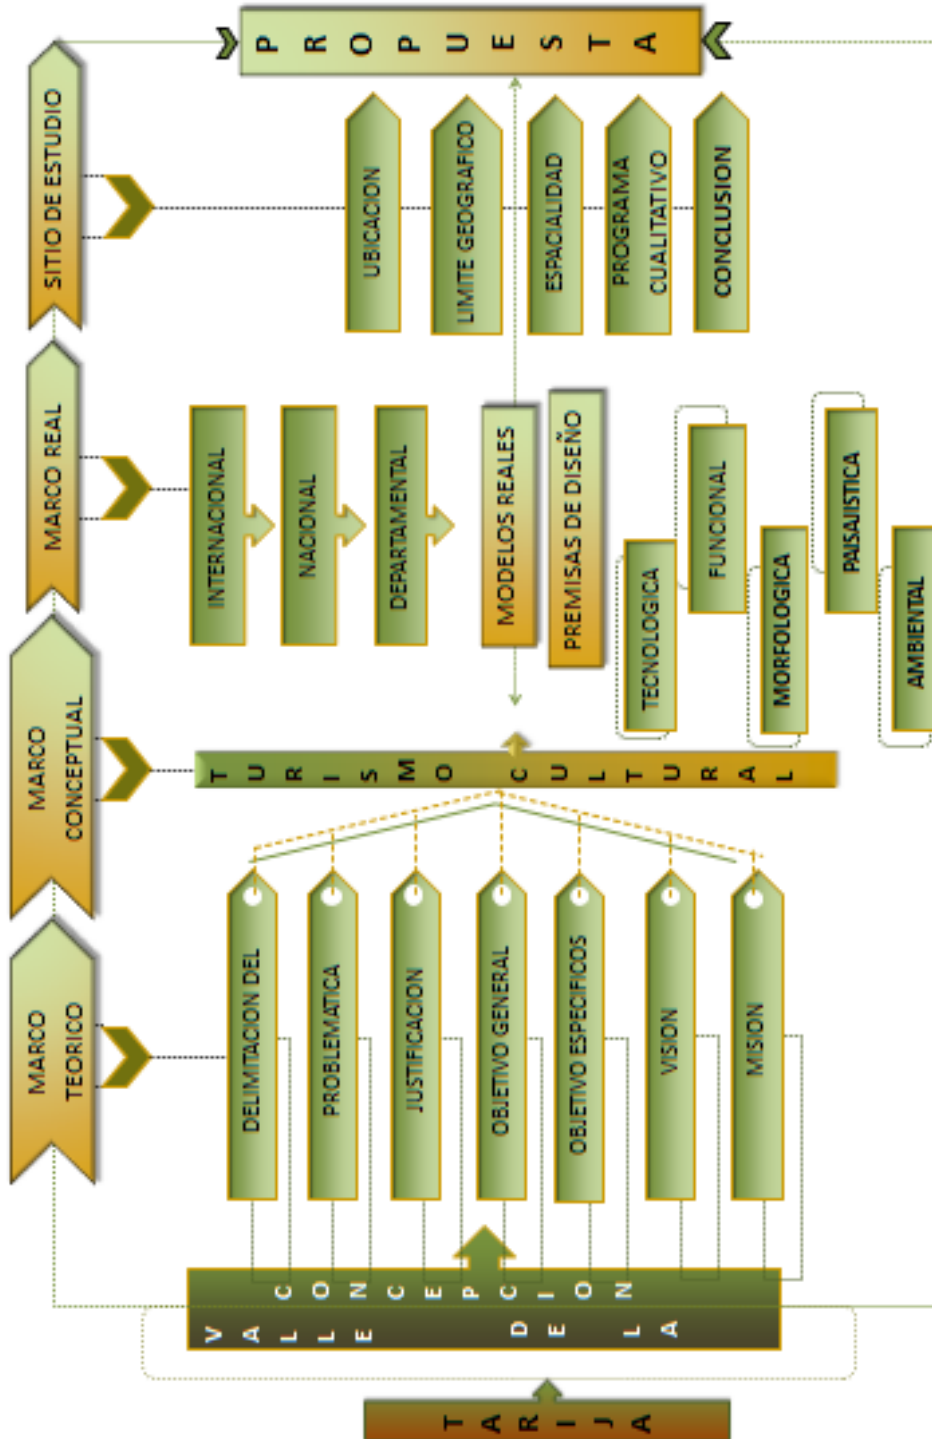 TARIJA
VALLE DE LA
CONCEPCION
MARCO
TEORICO
DELIMITACION DEL
PROBLEMATICA
JUSTIFICACION
OBJETIVO GENERAL
OBJETIVO ESPECIFICOS
VISION
MISION
MARCO
CONCEPTUAL
TURISMO CULTURAL
MARCO REAL
INTERNACIONAL
NACIONAL
DEPARTAMENTAL
MODELOS REALES
PREMISAS DE DISEÑO
TECNOLOGICA
FUNCIONAL
MORFOLOGICA
PAISAJISTICA
AMBIENTAL
SITIO DE ESTUDIO
UBICACION
LIMITE GEOGRAFICO
ESPACIALIDAD
PROGRAMA
CUALITATIVO
CONCLUSION
PROPUESTA